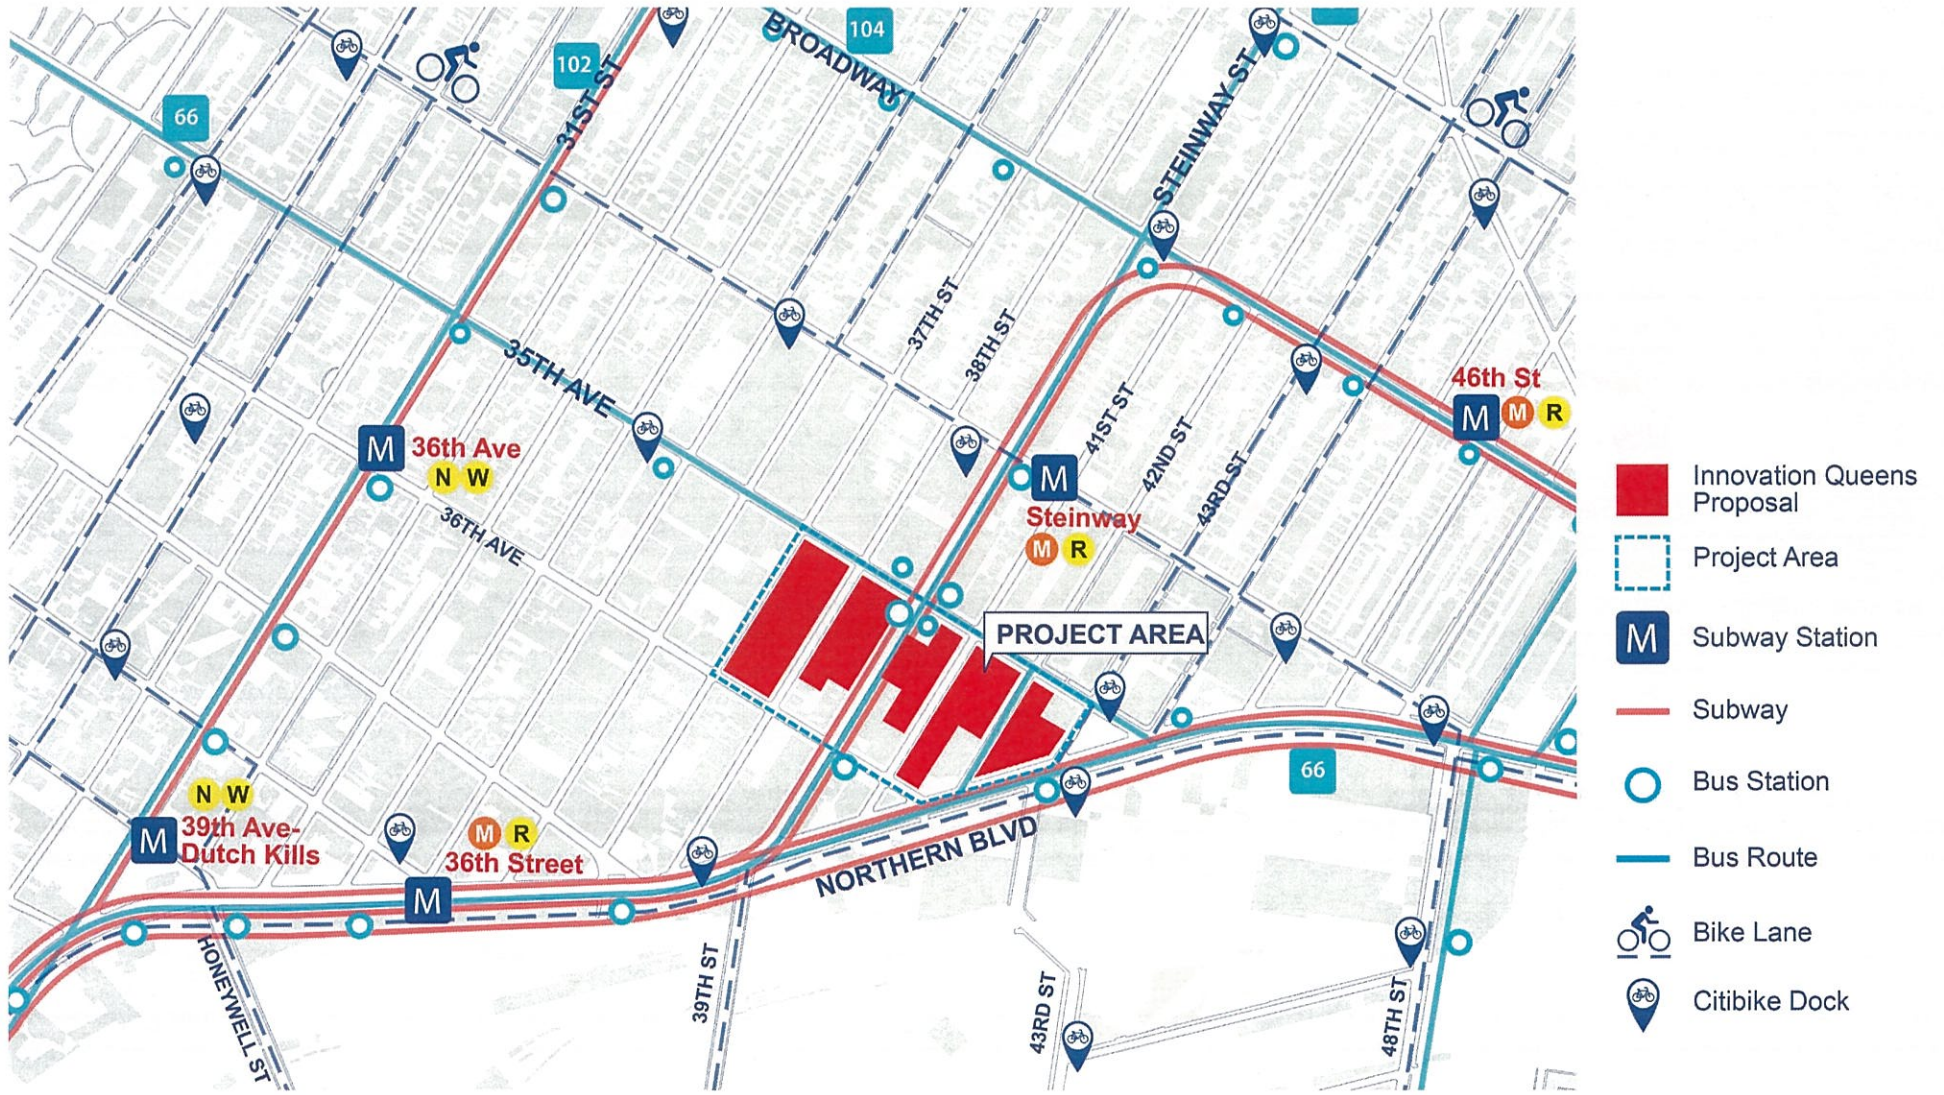 BROADWAY
104
102
31ST ST
STEINWAY ST
66
37TH ST
38TH ST
35TH AVE
46th St
M
M
R
41ST ST
42ND ST
43RD ST
M
36th Ave
N
W
36TH AVE
M
Steinway
M
R
PROJECT AREA
66
N
W
M
39th Ave-
Dutch Kills
M
R
36th Street
M
NORTHERN BLVD
HONEYWELL ST
39TH ST
43RD ST
48TH ST
Innovation Queens
Proposal
Project Area
M
Subway Station
Subway
Bus Station
Bus Route
Bike Lane
Citibike Dock